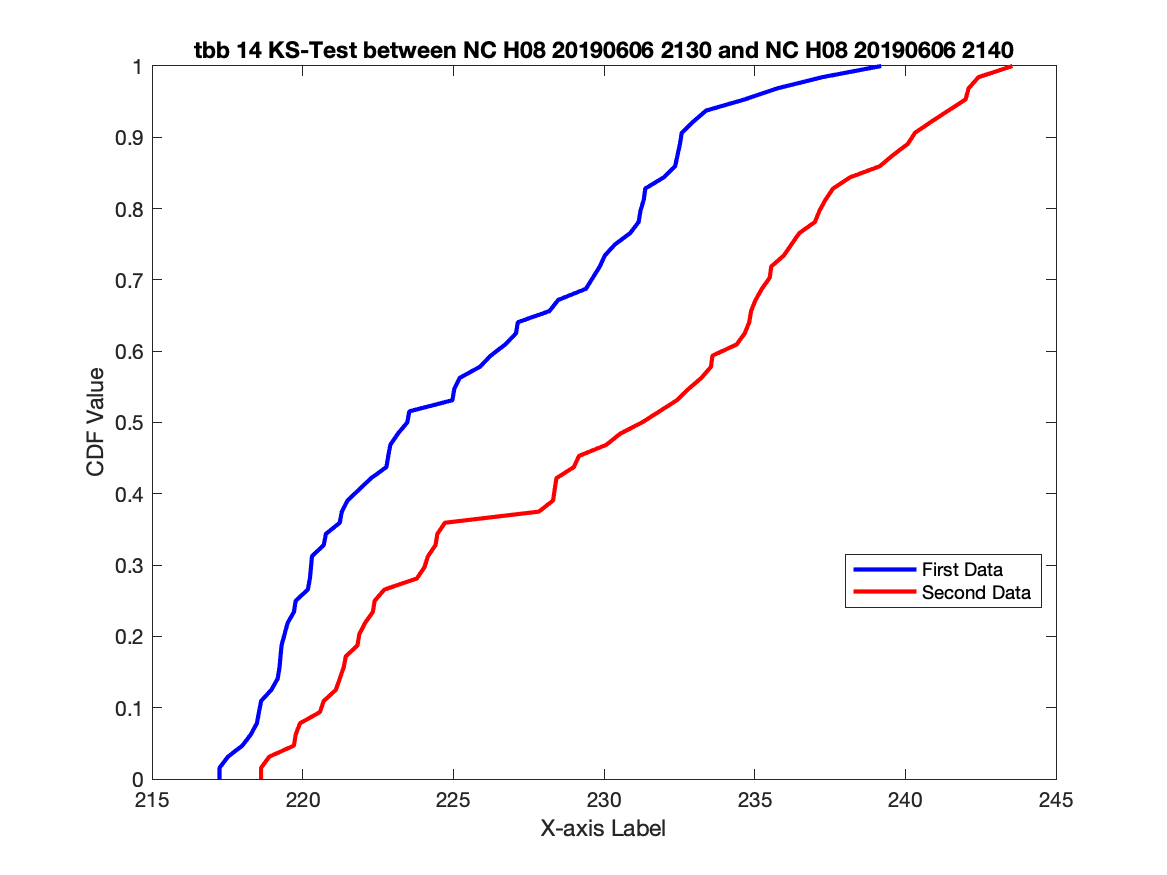 tbb 14 KS-Test between NC H08 20190606 2130 and NC H08 20190606 2140
1
0.9
0.8
0.7
0.6
0.5
0.4
0.3
0.2
0.1
0
CDF Value
First Data
Second Data
215 220 225 230 235 240 245
X-axis Label